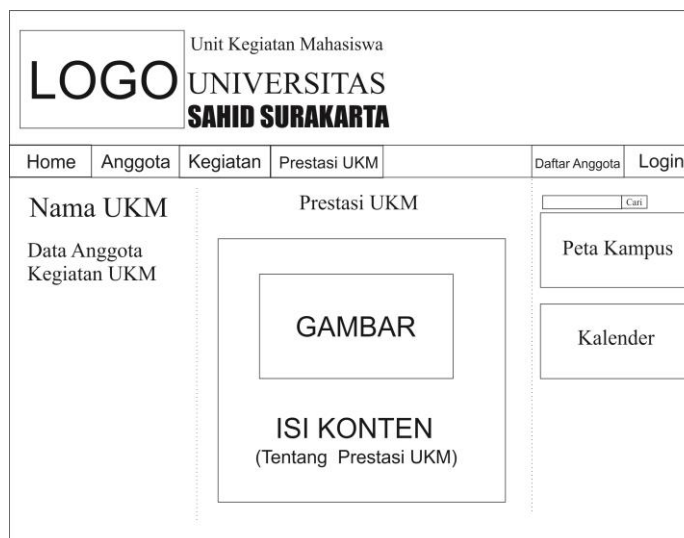 LOGO
Unit Kegiatan Mahasiswa
UNIVERSITAS
SAHID SURAKARTA
Home Anggota Kegiatan Prestasi UKM Daftar Anggota Login
Nama UKM
Data Anggota
Kegiatan UKM
Prestasi UKM
GAMBAR
ISI KONTEN
(Tentang Prestasi UKM)
Cari
Peta Kampus
Kalender